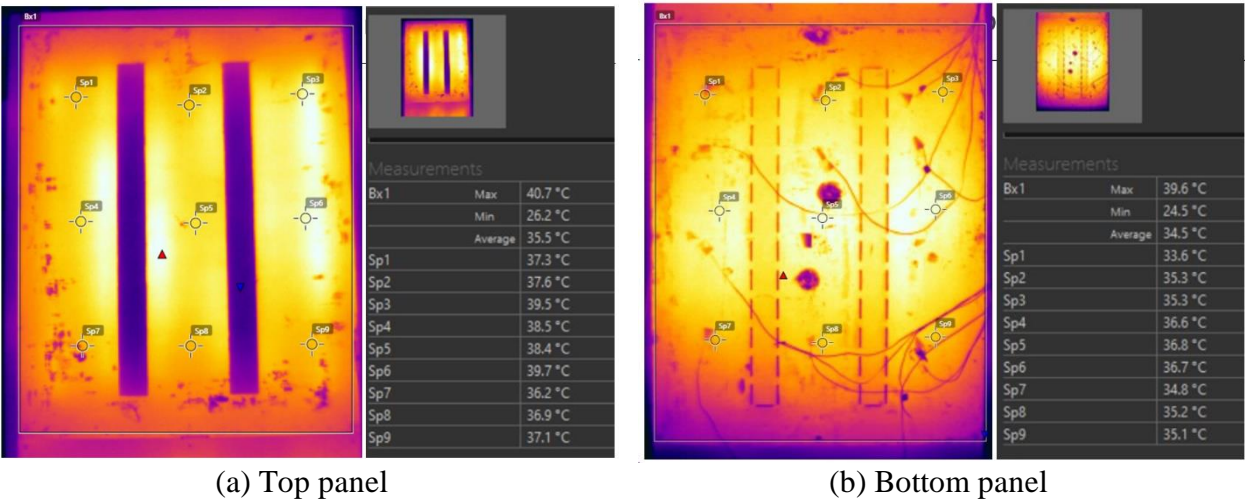 Bx1
Sp1
Sp2
Sp3
Sp4
Sp5
Sp6
Sp7
Sp8
Sp9
Measurements
Bx1 Max 40.7 °C
Min 26.2 °C
Average 35.5 °C
Sp1 37.3 °C
Sp2 37.6 °C
Sp3 39.5 °C
Sp4 38.5 °C
Sp5 38.4 °C
Sp6 39.7 °C
Sp7 36.2 °C
Sp8 36.9 °C
Sp9 37.1 °C
(a) Top panel
Bx1
Sp1
Sp2
Sp3
Sp4
Sp5
Sp6
Sp7
Sp8
Sp9
Measurements
Bx1 Max 39.6 °C
Min 24.5 °C
Average 34.5 °C
Sp1 33.6 °C
Sp2 35.3 °C
Sp3 35.3 °C
Sp4 36.6 °C
Sp5 36.8 °C
Sp6 36.7 °C
Sp7 34.8 °C
Sp8 35.2 °C
Sp9 35.1 °C
(b) Bottom panel